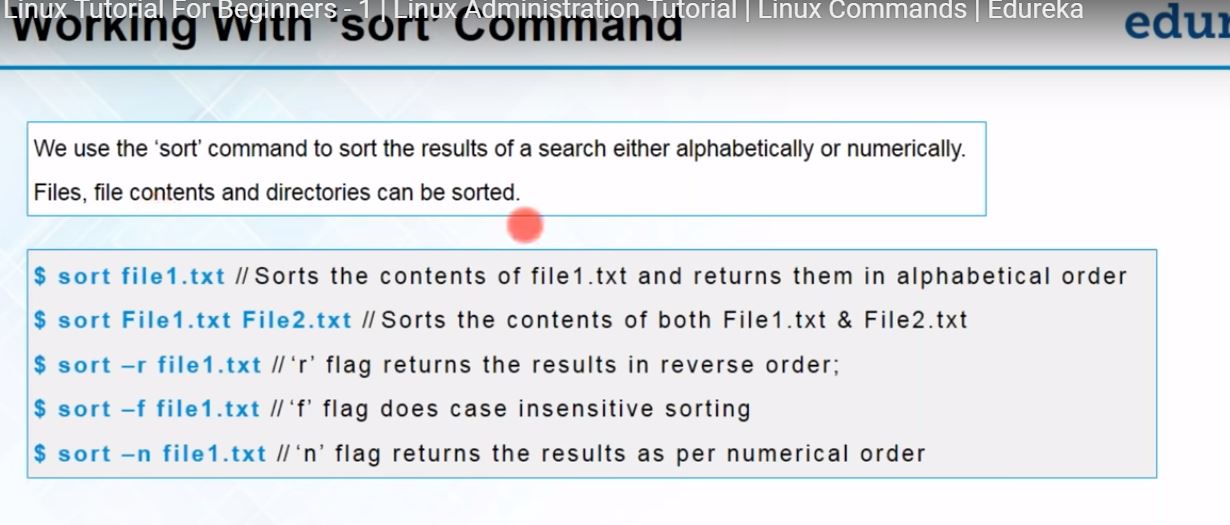 Linux Tutorial For Beginners - 1 | Linux Administration Tutorial | Linux Commands | Edureka
Working With 'sort' Command
We use the ‘sort’ command to sort the results of a search either alphabetically or numerically.
Files, file contents and directories can be sorted.
$ sort file1.txt // Sorts the contents of file1.txt and returns them in alphabetical order
$ sort File1.txt File2.txt // Sorts the contents of both File1.txt & File2.txt
$ sort –r file1.txt // ‘r’ flag returns the results in reverse order;
$ sort –f file1.txt // ‘f’ flag does case insensitive sorting
$ sort –n file1.txt // ‘n’ flag returns the results as per numerical order